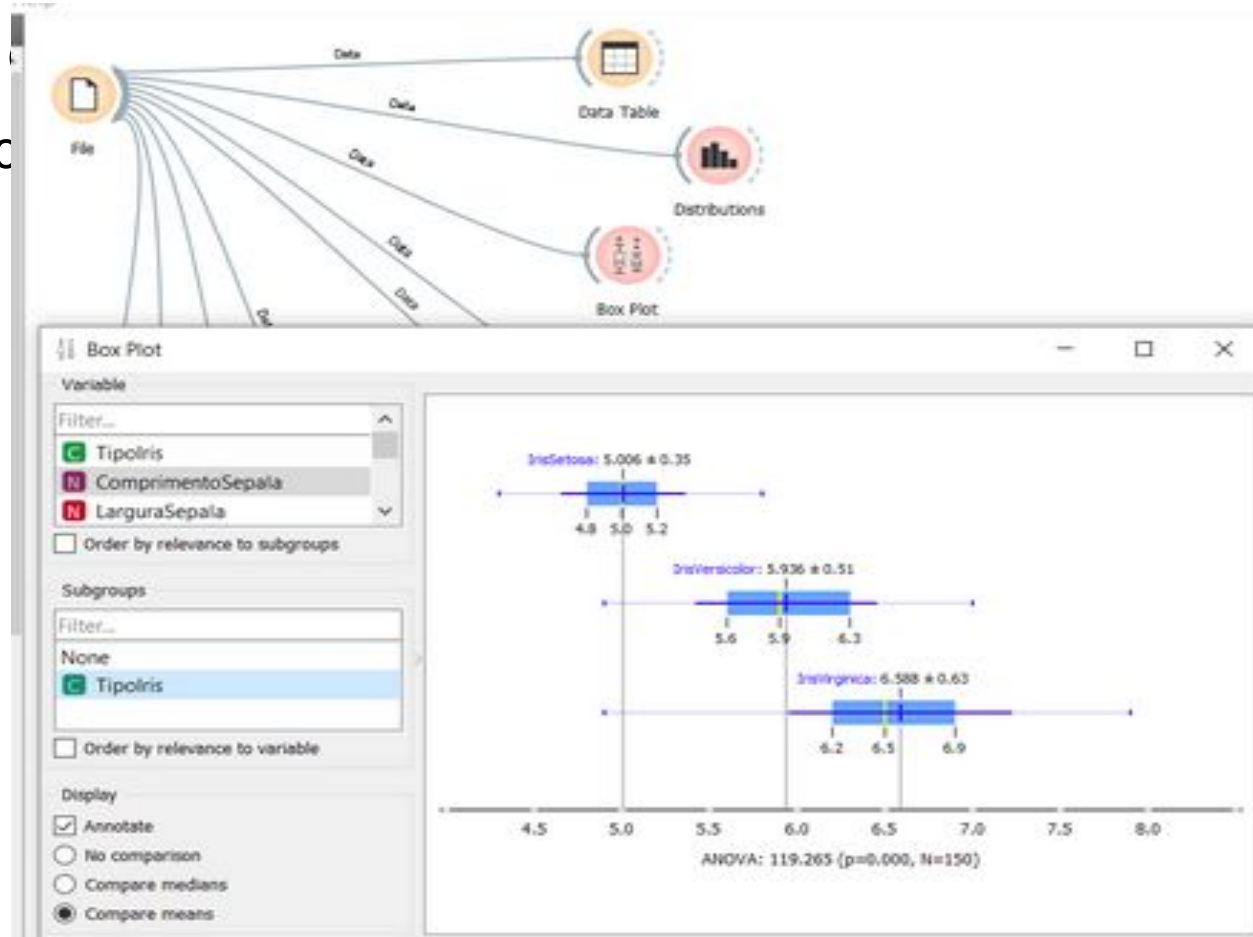 Data
Data Table
File
Data
Distributions
Data
Data
Data
Box Plot
Box Plot
Variable
Filter...
C TipoIris
N ComprimentoSepala
N LarguraSepala
Order by relevance to subgroups
Subgroups
Filter...
None
C TipoIris
Order by relevance to variable
Display
Annotate
No comparison
Compare medians
Compare means
IrisSetosa: 5.006 ± 0.35
4.8 5.0 5.2
IrisVersicolor: 5.936 ± 0.51
5.6 5.9 6.3
IrisVirginica: 6.588 ± 0.63
6.2 6.5 6.9
4.5 5.0 5.5 6.0 6.5 7.0 7.5 8.0
ANOVA: 119.265 (p=0.000, N=150)